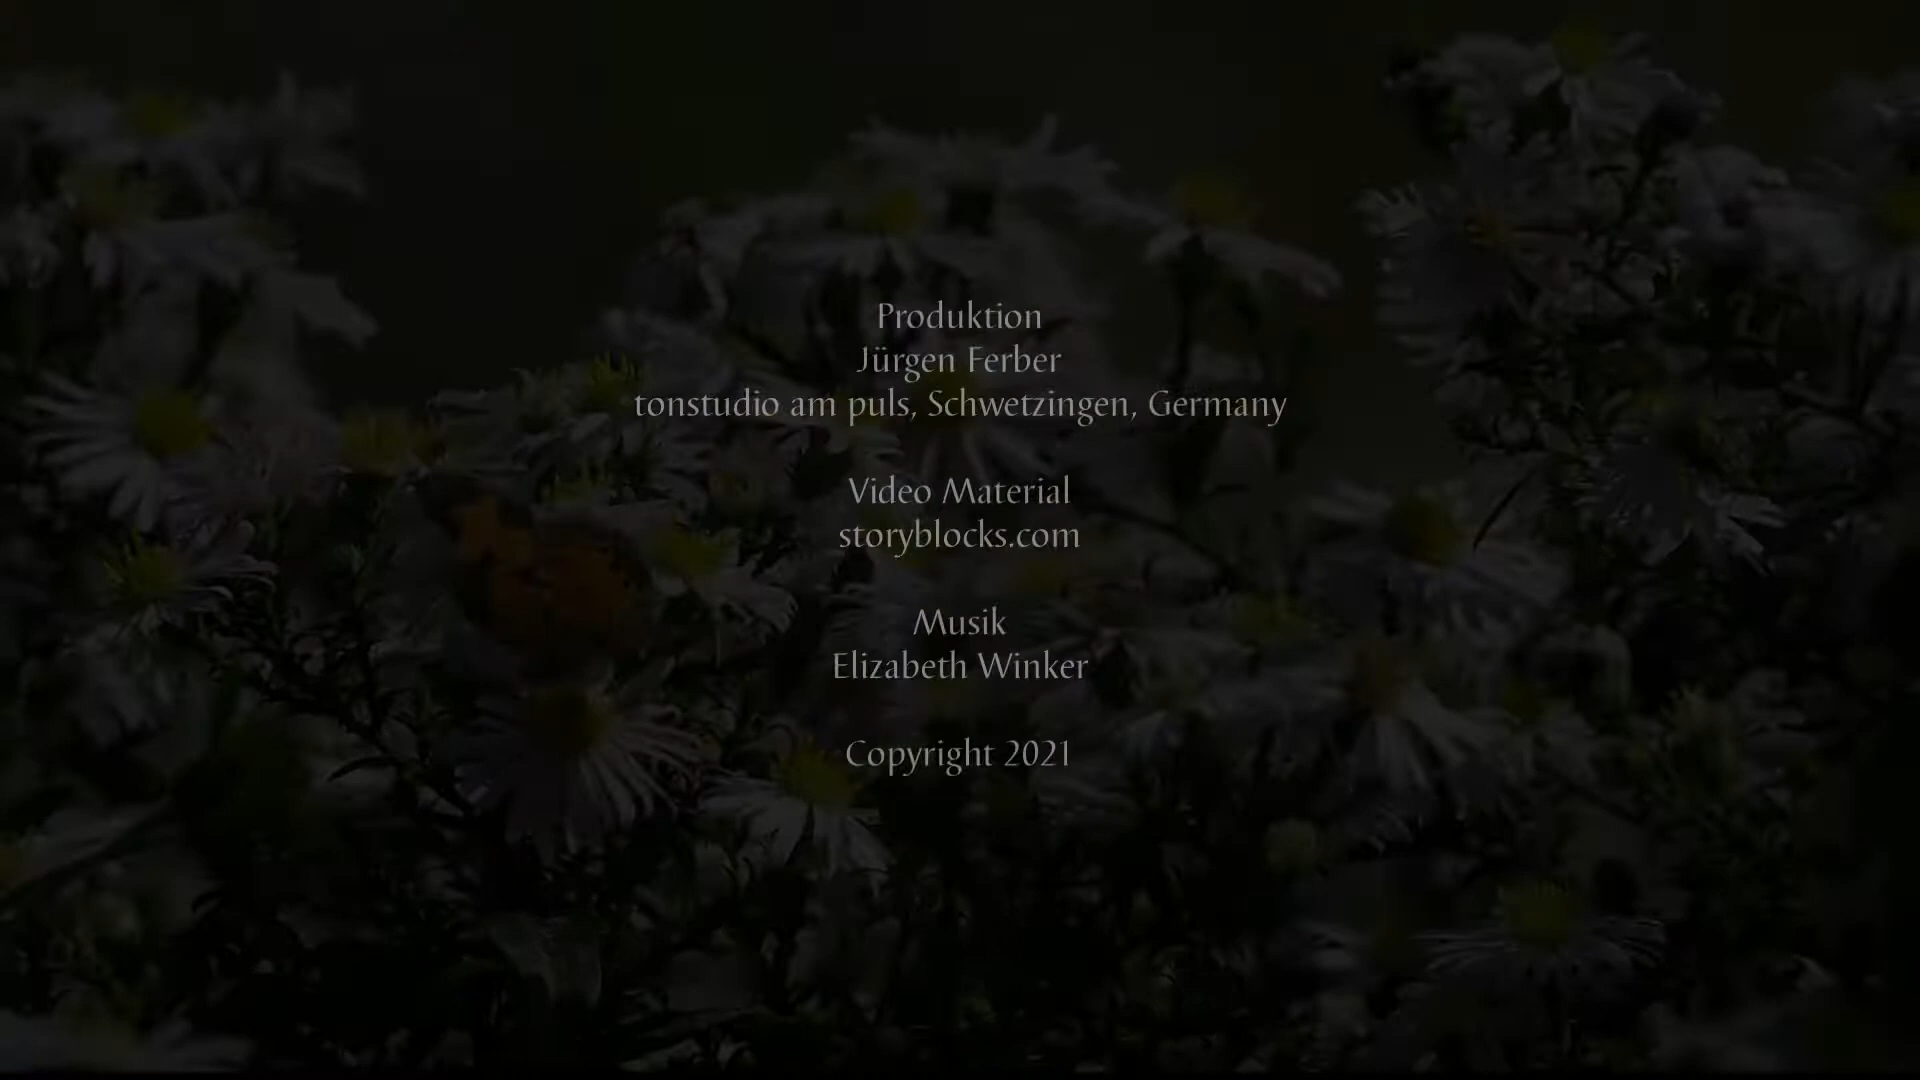 Produktion
Jürgen Ferber
tonstudio am puls, Schwetzingen, Germany
Video Material
storyblocks.com
Musik
Elizabeth Winker
Copyright 2021